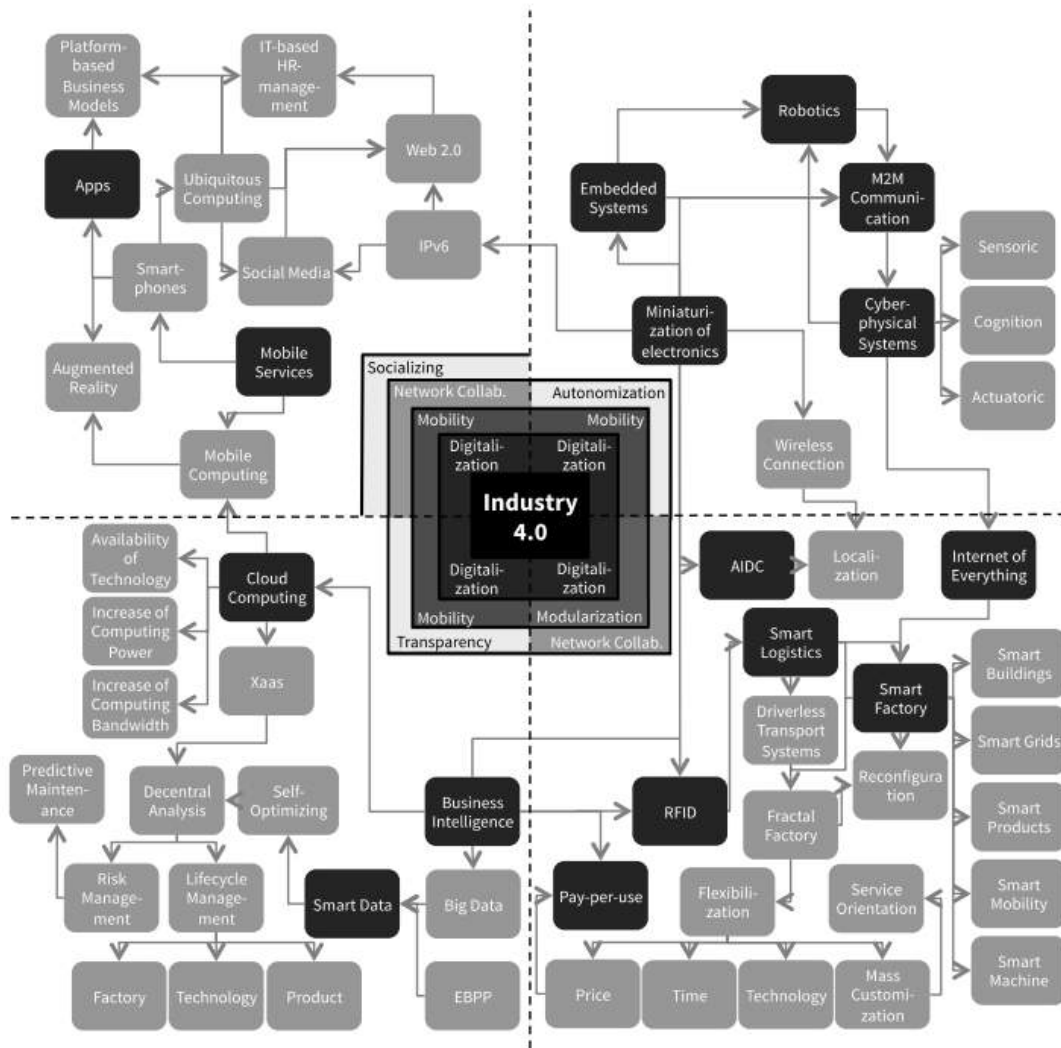 Platform-
based
Business
Models
IT-based
HR-
management
Apps
Ubiquitous
Computing
Web 2.0
Smart-
phones
Social Media
IPv6
Augmented
Reality
Mobile
Services
Mobile
Computing
Robotics
Embedded
Systems
M2M
Communi-
cation
Sensoric
Miniaturi-
zation of
electronics
Cyber-
physical
Systems
Cognition
Actuatoric
Wireless
Connection
Socializing
Network Collab.
Autonomization
Mobility
Mobility
Digitali-
zation
Digitali-
zation
Industry
4.0
Digitali-
zation
Digitali-
zation
Mobility
Modularization
Transparency
Network Collab.
Availability
of
Technology
Cloud
Computing
Increase of
Computing
Power
Xaas
Increase of
Computing
Bandwidth
Predictive
Mainten-
ance
Decentral
Analysis
Self-
Optimizing
Business
Intelligence
Risk
Manage-
ment
Lifecycle
Manage-
ment
Smart Data
Big Data
Factory
Technology
Product
EBPP
AIDC
Locali-
zation
Internet of
Everything
Smart
Logistics
Smart
Factory
Smart
Buildings
Driverless
Transport
Systems
Smart Grids
RFID
Fractal
Factory
Reconfigura-
tion
Smart
Products
Pay-per-use
Flexibili-
zation
Service
Orientation
Smart
Mobility
Price
Time
Technology
Mass
Customi-
zation
Smart
Machine